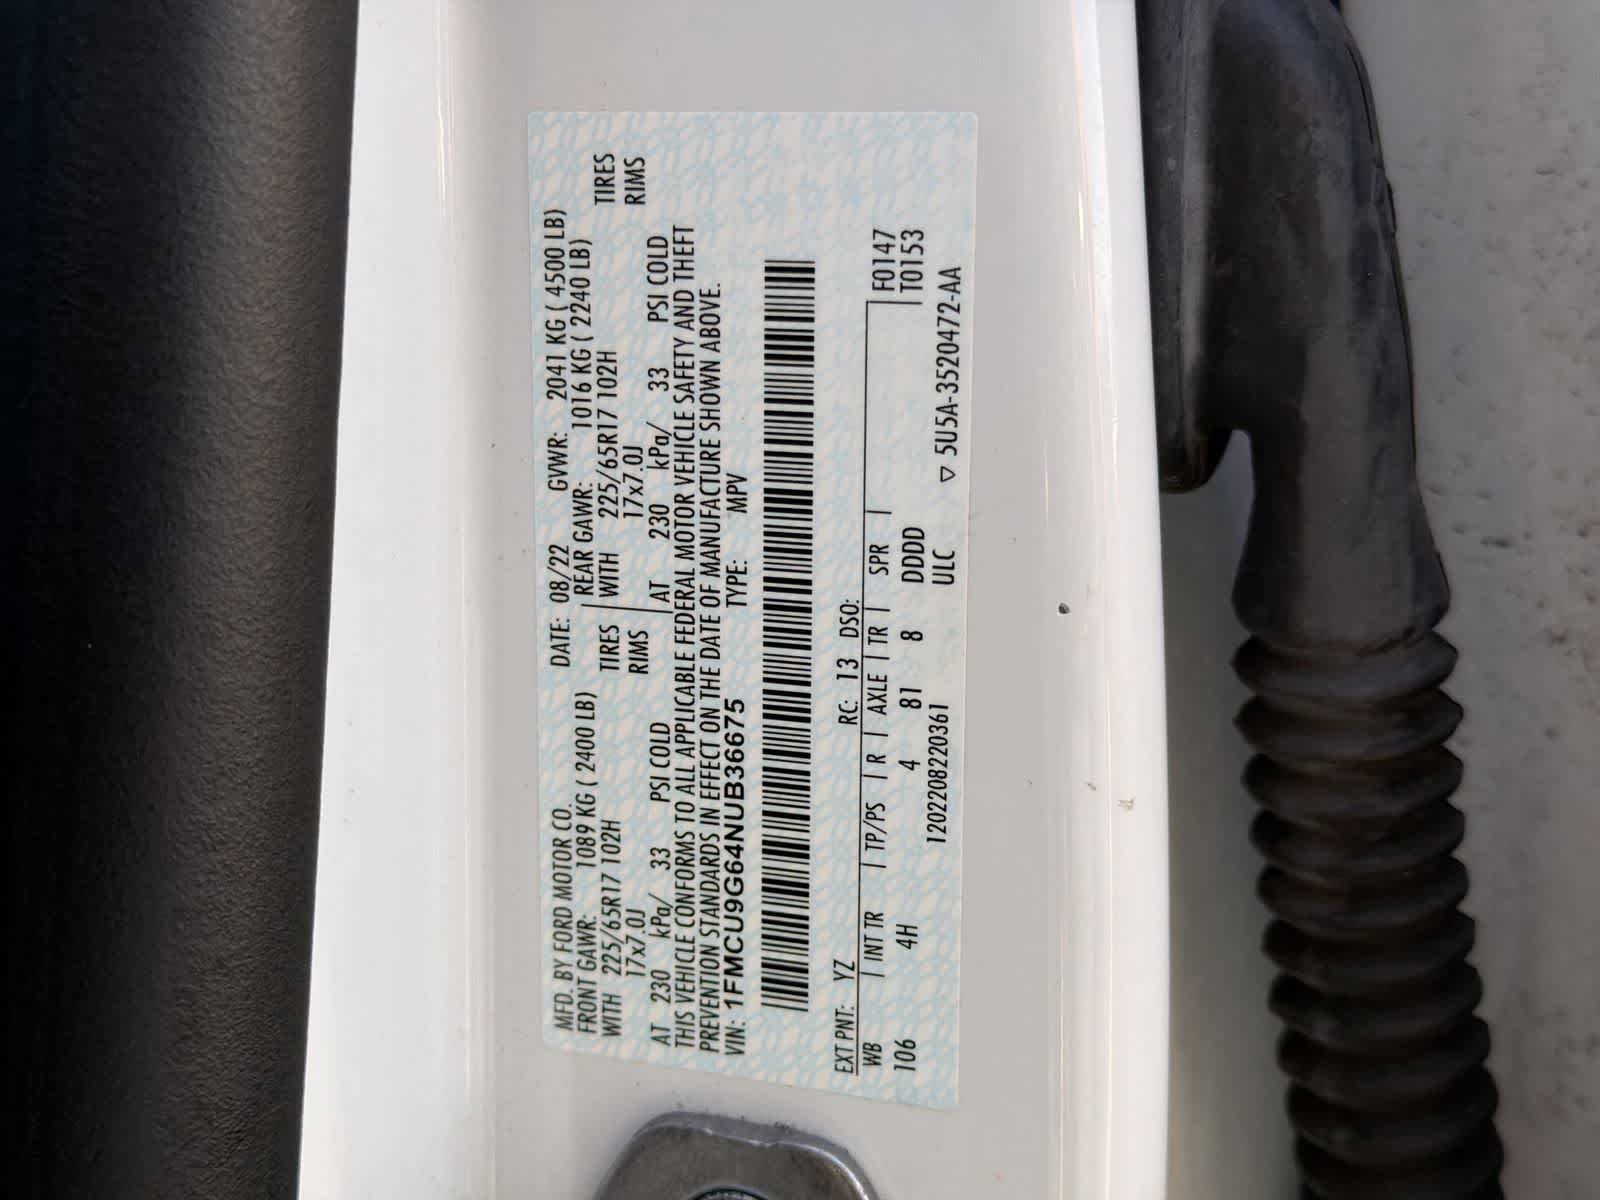 MFD. BY FORD MOTOR CO. DATE: 08/22 GVWR: 2041 KG ( 4500 LB)
FRONT GAWR: 1089 KG ( 2400 LB) REAR GAWR: 1016 KG ( 2240 LB)
WITH 225/65R17 102H TIRES WITH 225/65R17 102H TIRES
17x7.0J RIMS 17x7.0J RIMS
AT 230 kPa/ 33 PSI COLD AT 230 kPa/ 33 PSI COLD
THIS VEHICLE CONFORMS TO ALL APPLICABLE FEDERAL MOTOR VEHICLE SAFETY AND THEFT
PREVENTION STANDARDS IN EFFECT ON THE DATE OF MANUFACTURE SHOWN ABOVE.
VIN: 1FMCU9G64NUB36675 TYPE: MPV
EXT PNT: YZ RC: 13 DSO:
WB | INT TR | TP/PS | R | AXLE | TR | SPR | F0147
106 4H 4 81 8 DDDD T0153
1202208220361 ULC ▽ 5U5A-3520472-AA